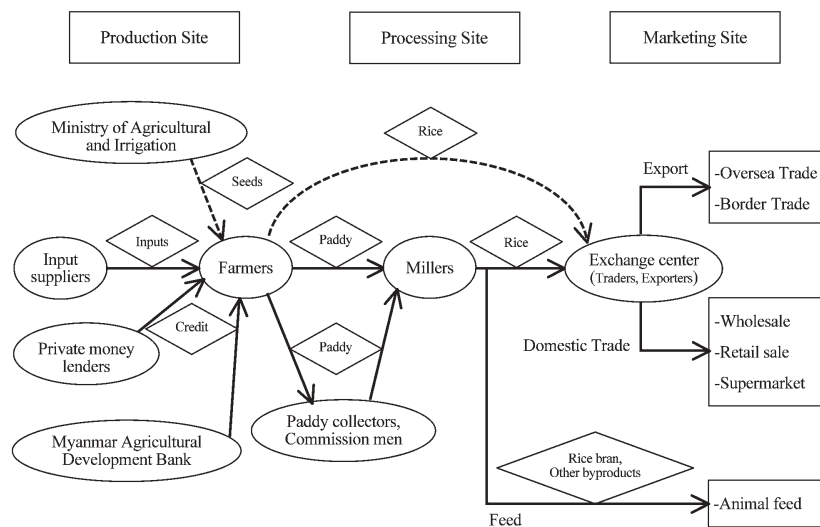 Production Site
Processing Site
Marketing Site
Ministry of Agricultural
and Irrigation
Rice
Seeds
Export
-Oversea Trade
-Border Trade
Inputs
Paddy
Rice
Input
suppliers
Farmers
Millers
Exchange center
(Traders, Exporters)
Credit
Paddy
Private money
lenders
Domestic Trade
-Wholesale
-Retail sale
-Supermarket
Paddy collectors,
Commission men
Myanmar Agricultural
Development Bank
Rice bran,
Other byproducts
-Animal feed
Feed